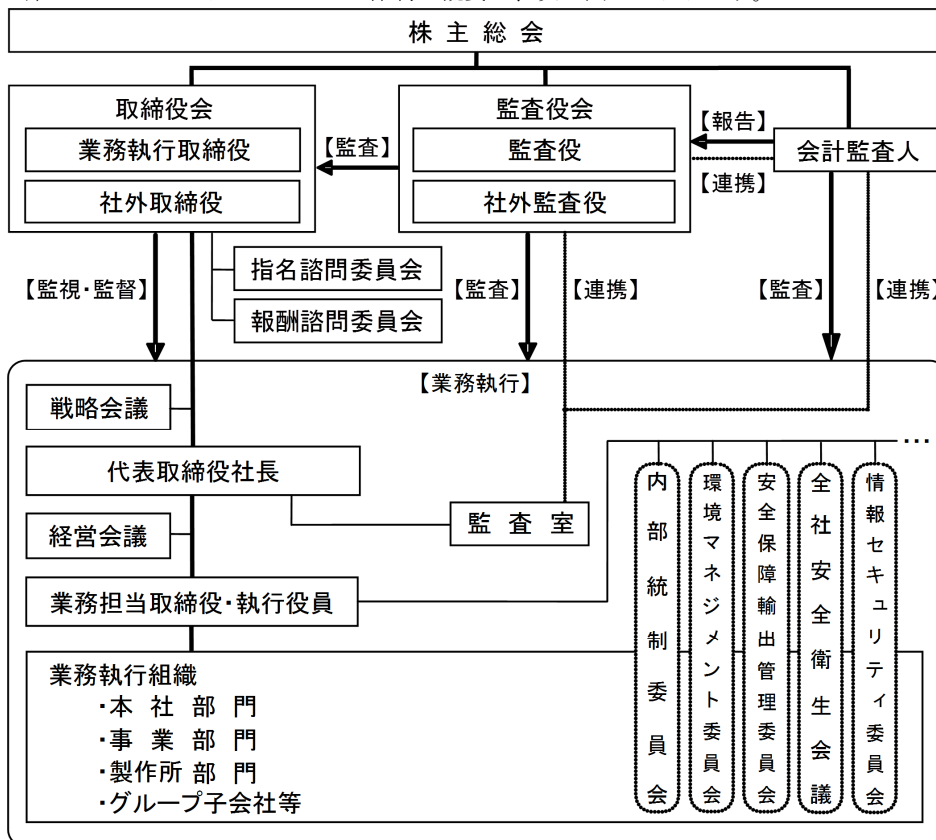 株主総会
取締役会
業務執行取締役
社外取締役
【監査】
監査役会
監査役
社外監査役
【報告】
【連携】
会計監査人
【監視・監督】
指名諮問委員会
報酬諮問委員会
【監査】
【連携】
【監査】
【連携】
【業務執行】
戦略会議
代表取締役社長
経営会議
監査室
業務担当取締役・執行役員
…
内部統制委員会
環境マネジメント委員会
安全保障輸出管理委員会
全社安全衛生会議
情報セキュリティ委員会
業務執行組織
・本社部門
・事業部門
・製作所部門
・グループ子会社等